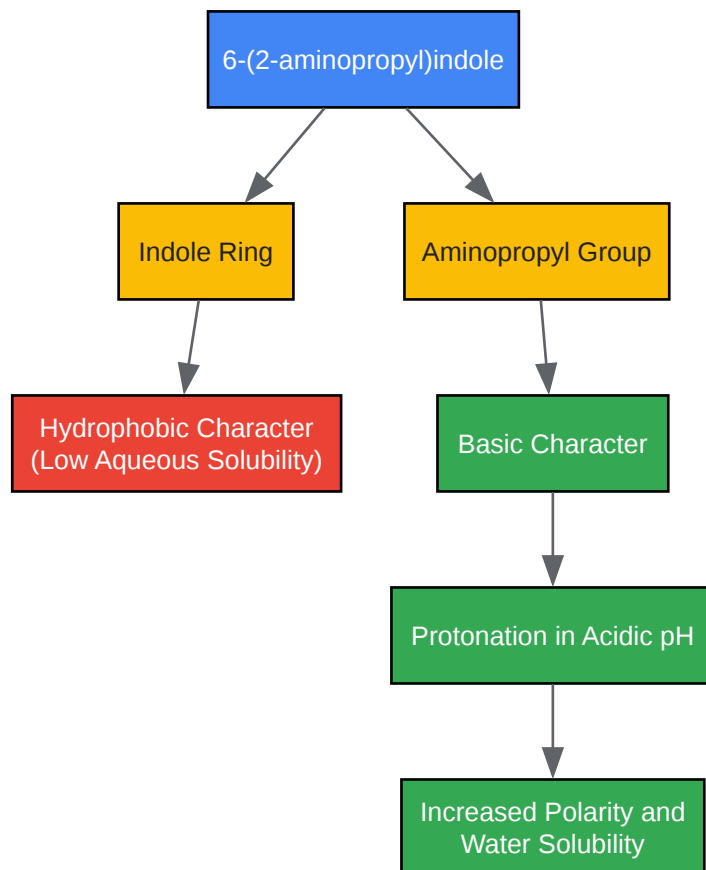 6-(2-aminopropyl)indole
Indole Ring
Aminopropyl Group
Hydrophobic Character
(Low Aqueous Solubility)
Basic Character
Protonation in Acidic pH
Increased Polarity and
Water Solubility